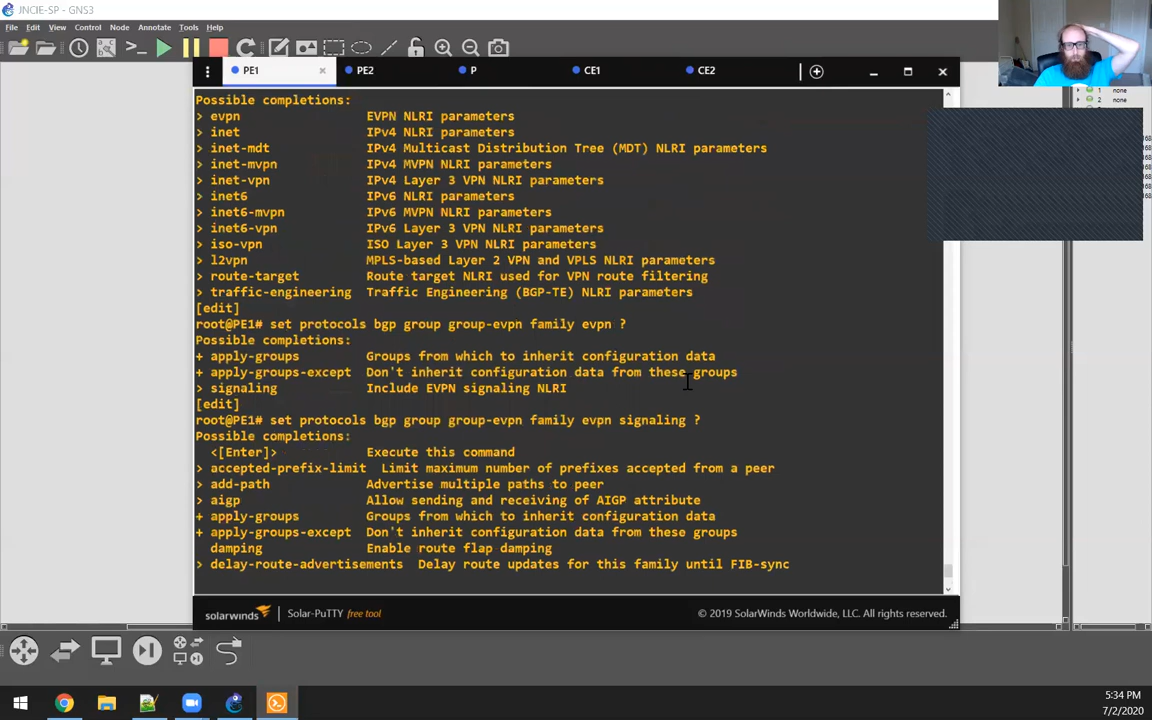 JNCIE-SP - GNS3
File Edit View Control Node Annotate Tools Help
PE1 PE2 P CE1 CE2
Possible completions:
> evpn EVPN NLRI parameters
> inet IPv4 NLRI parameters
> inet-mdt IPv4 Multicast Distribution Tree (MDT) NLRI parameters
> inet-mvpn IPv4 MVPN NLRI parameters
> inet-vpn IPv4 Layer 3 VPN NLRI parameters
> inet6 IPv6 NLRI parameters
> inet6-mvpn IPv6 MVPN NLRI parameters
> inet6-vpn IPv6 Layer 3 VPN NLRI parameters
> iso-vpn ISO Layer 3 VPN NLRI parameters
> l2vpn MPLS-based Layer 2 VPN and VPLS NLRI parameters
> route-target Route target NLRI used for VPN route filtering
> traffic-engineering Traffic Engineering (BGP-TE) NLRI parameters
[edit]
root@PE1# set protocols bgp group group-evpn family evpn ?
Possible completions:
+ apply-groups Groups from which to inherit configuration data
+ apply-groups-except Don't inherit configuration data from these groups
> signaling Include EVPN signaling NLRI
[edit]
root@PE1# set protocols bgp group group-evpn family evpn signaling ?
Possible completions:
<[Enter]> Execute this command
> accepted-prefix-limit Limit maximum number of prefixes accepted from a peer
> add-path Advertise multiple paths to peer
> aigp Allow sending and receiving of AIGP attribute
+ apply-groups Groups from which to inherit configuration data
+ apply-groups-except Don't inherit configuration data from these groups
damping Enable route flap damping
> delay-route-advertisements Delay route updates for this family until FIB-sync
solarwinds Solar-PuTTY free tool © 2019 SolarWinds Worldwide, LLC. All rights reserved.
1 none
2 none
5:34 PM
7/2/2020